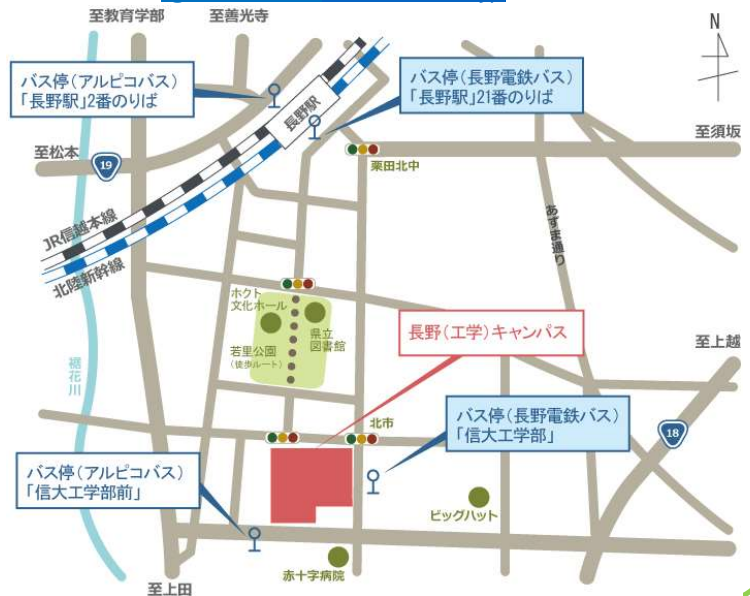 至教育学部
至善光寺
N
バス停(アルピコバス)
「長野駅」2番のりば
バス停(長野電鉄バス)
「長野駅」21番のりば
長野駅
至須坂
至松本
19
栗田北中
JR信越本線
北陸新幹線
あずま通り
ホクト
文化ホール
県立
図書館
若里公園
(徒歩ルート)
長野(工学)キャンパス
至上越
裾花川
北市
バス停(長野電鉄バス)
「信大工学部」
18
バス停(アルピコバス)
「信大工学部前」
ビッグハット
赤十字病院
至上田